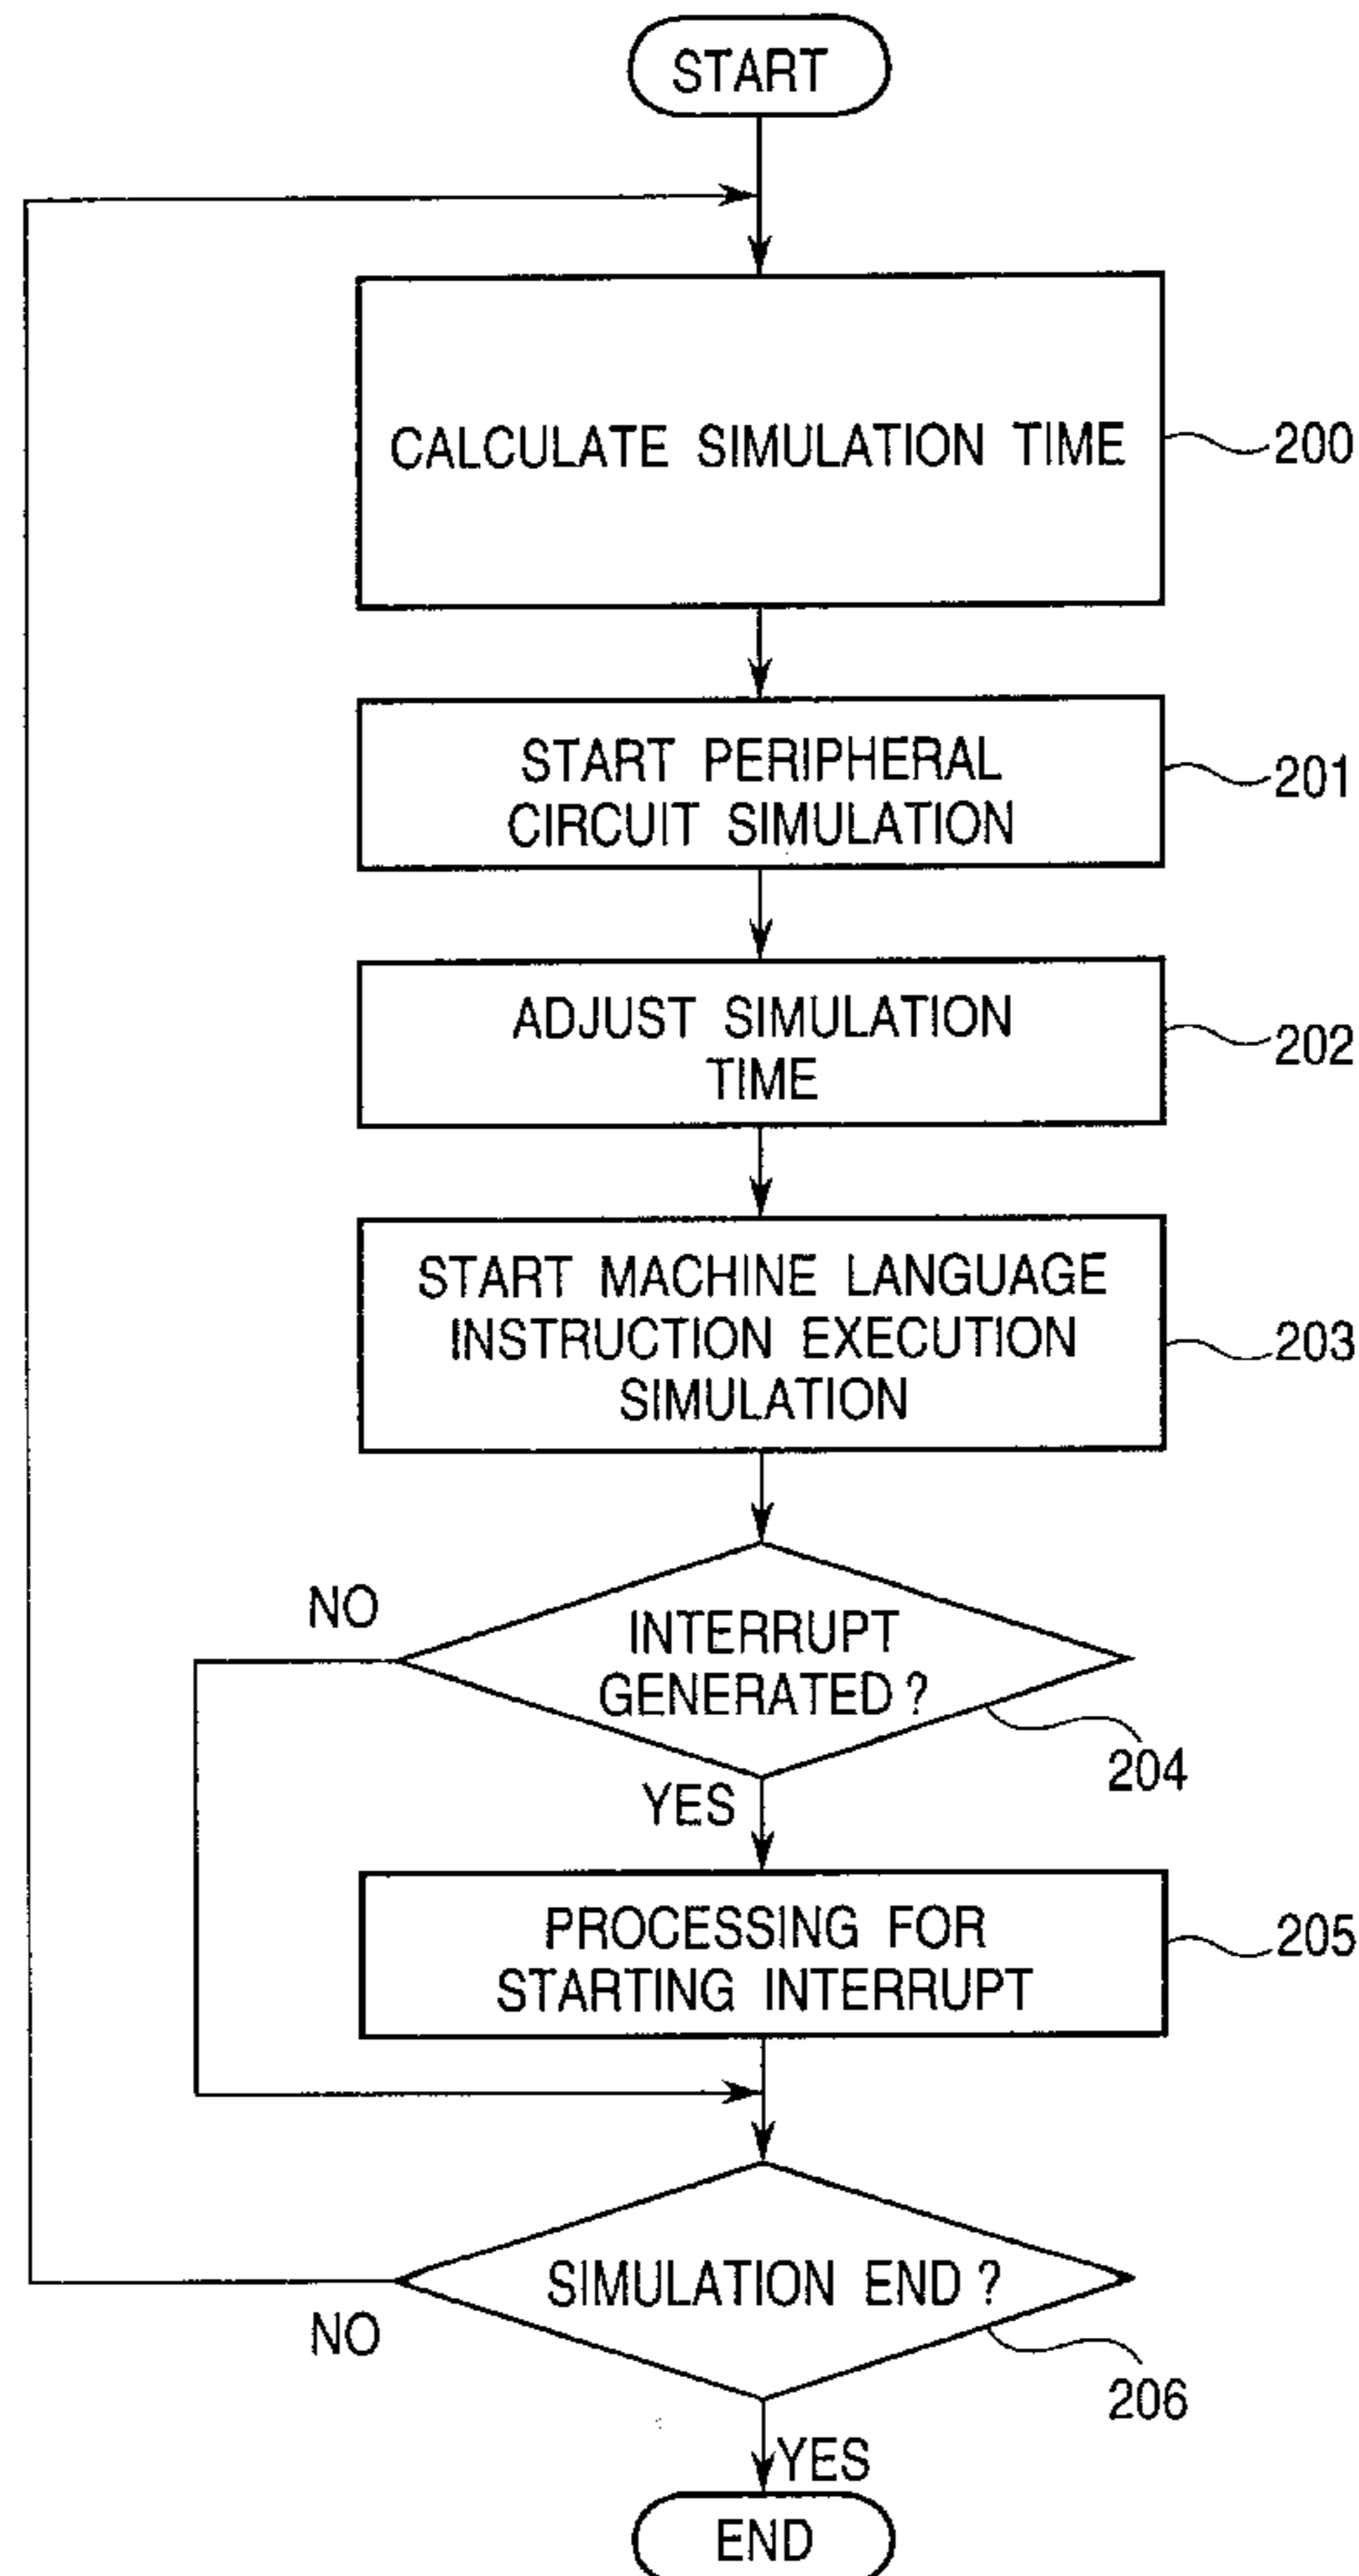 START
CALCULATE SIMULATION TIME
200
START PERIPHERAL
CIRCUIT SIMULATION
201
ADJUST SIMULATION
TIME
202
START MACHINE LANGUAGE
INSTRUCTION EXECUTION
SIMULATION
203
NO
INTERRUPT
GENERATED ?
204
YES
PROCESSING FOR
STARTING INTERRUPT
205
SIMULATION END ?
NO
206
YES
END